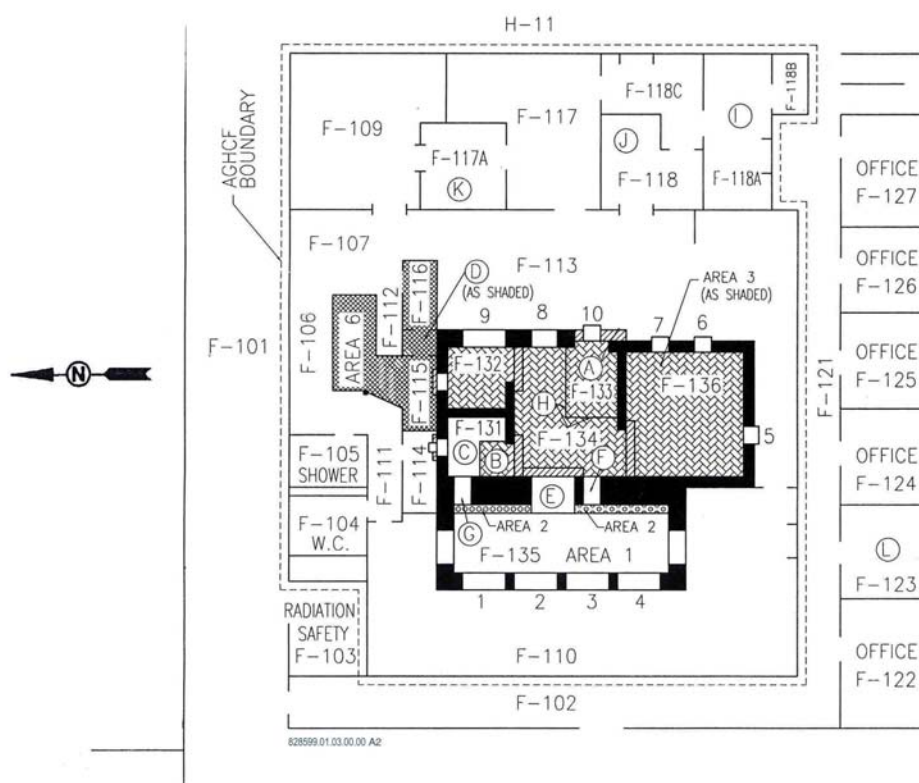 H-11
AGHCF
BOUNDARY
F-109
F-117
F-117A
K
F-118C
J
F-118
I
F-118A
F-118B
OFFICE
F-127
F-107
F-113
D
(AS SHADED)
AREA 3
(AS SHADED)
OFFICE
F-126
F-101
F-106
AREA 6
F-112
F-116
F-115
9
8
10
7
6
F-132
A
F-133
F-136
F-121
OFFICE
F-125
N
H
F-131
F-134
C
B
F
5
F-105
SHOWER
F-111
F-114
OFFICE
F-124
E
G
AREA 2
AREA 2
F-104
W.C.
F-135
AREA 1
L
F-123
1
2
3
4
RADIATION
SAFETY
F-103
F-110
OFFICE
F-122
F-102
828599.01.03.00.00 A2